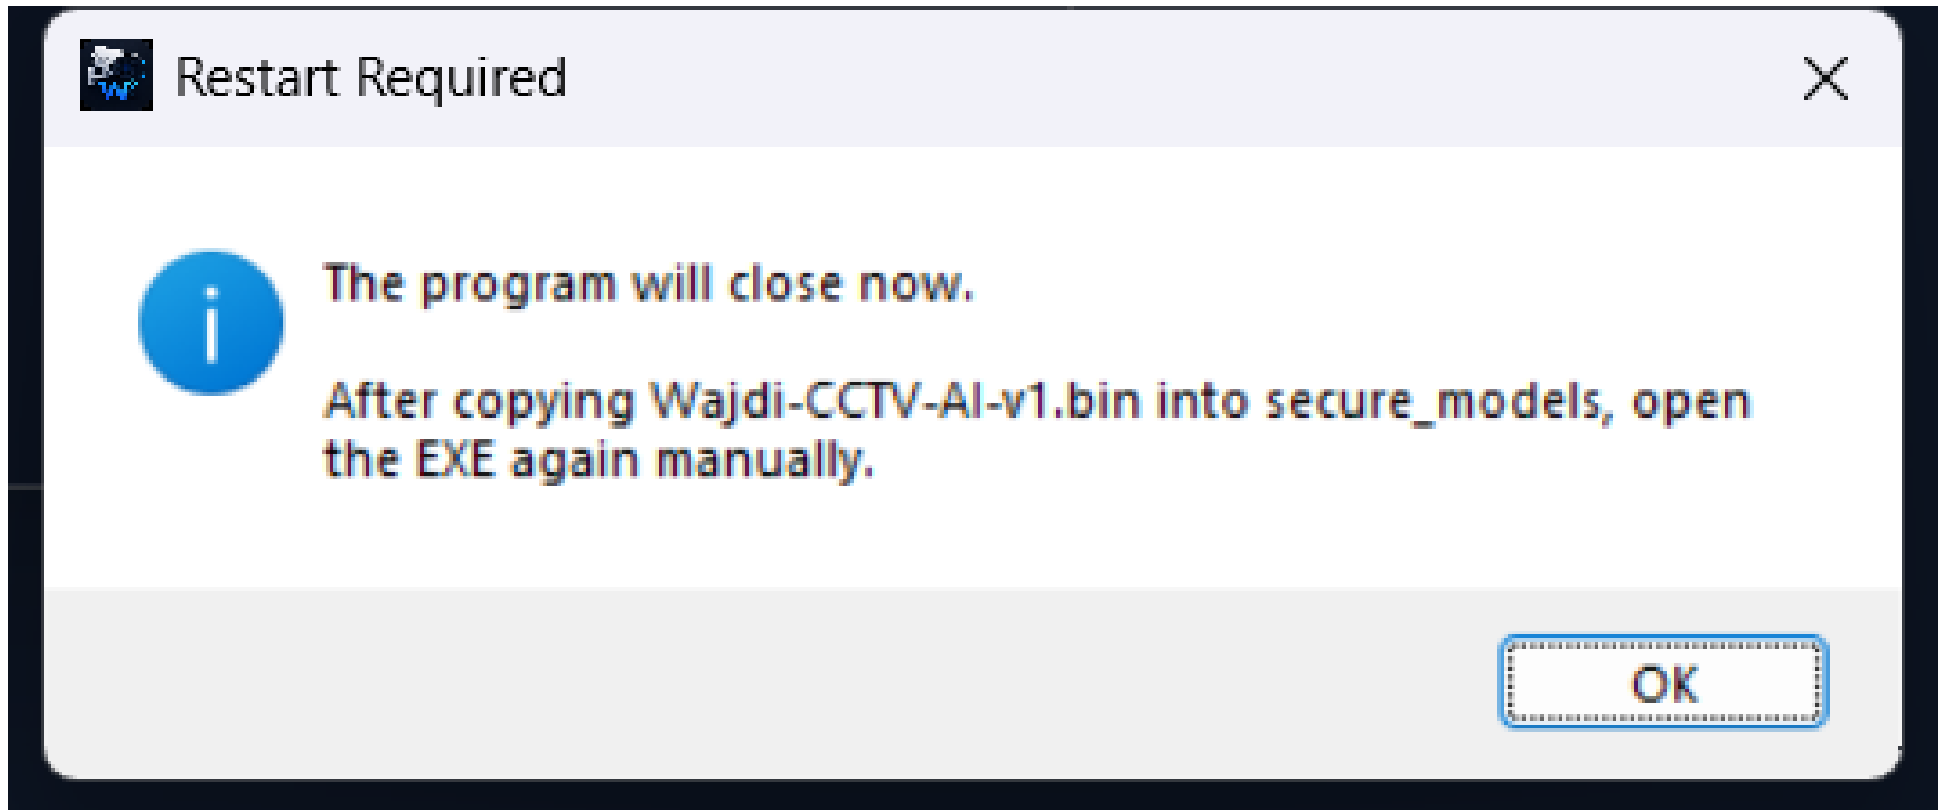 Restart Required
The program will close now.
After copying Wajdi-CCTV-AI-v1.bin into secure_models, open
the EXE again manually.
OK